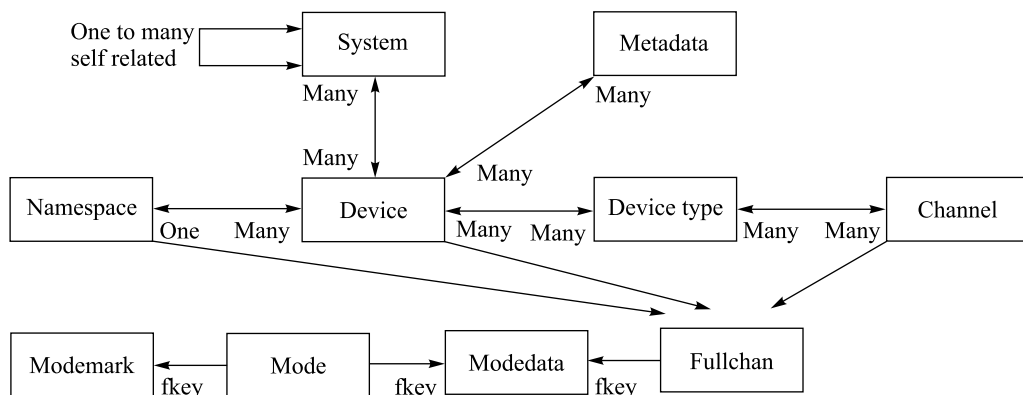 One to many
self related
System
Metadata
Many
Many
Many
Many
Namespace
Device
Device type
Channel
One
Many
Many
Many
Many
Many
Modemark
Mode
Modedata
Fullchan
fkey
fkey
fkey